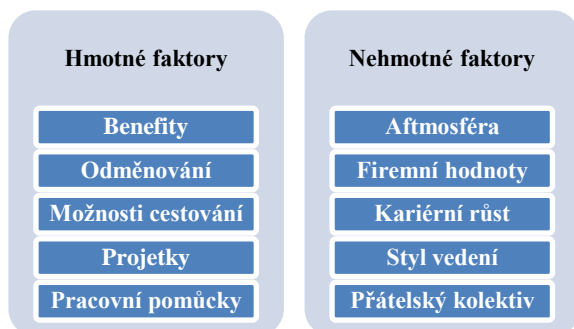 Hmotné faktory
Benefity
Odměnování
Možnosti cestování
Projetky
Pracovní pomůcky
Nehmotné faktory
Aftmosféra
Firemní hodnoty
Kariérní růst
Styl vedení
Přátelský kolektiv